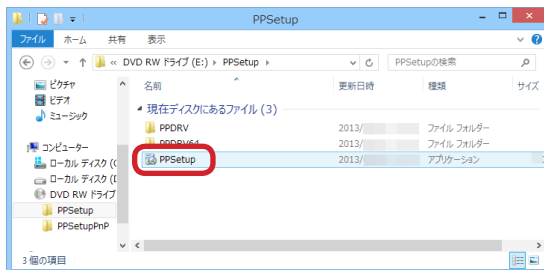 PPSetup
ファイル ホーム 共有 表示
« DVD RW ドライブ (E:) ▸ PPSetup ▸ PPSetupの検索
ピクチャ
ビデオ
ミュージック
コンピューター
ローカル ディスク (C
ローカル ディスク (D
DVD RW ドライブ
PPSetup
PPSetupPnP
名前 更新日時 種類 サイズ
現在ディスクにあるファイル (3)
PPDRV 2013/ ファイル フォルダー
PPDRV64 2013/ ファイル フォルダー
PPSetup 2013/ アプリケーション
3 個の項目